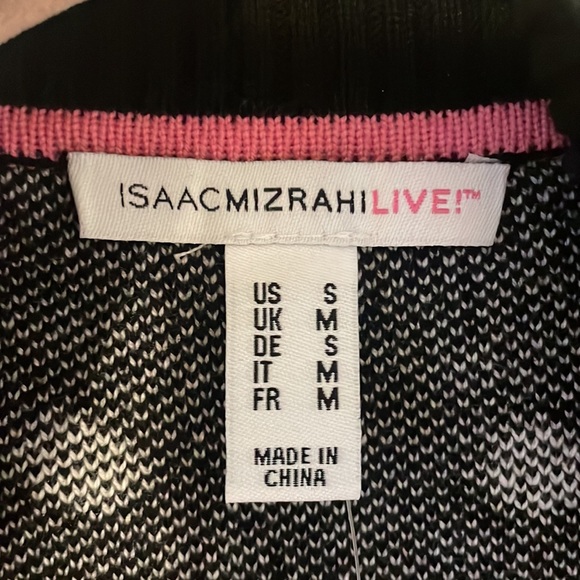 ISAACMIZRAHILIVE!™
US S
UK M
DE S
IT M
FR M
MADE IN
CHINA